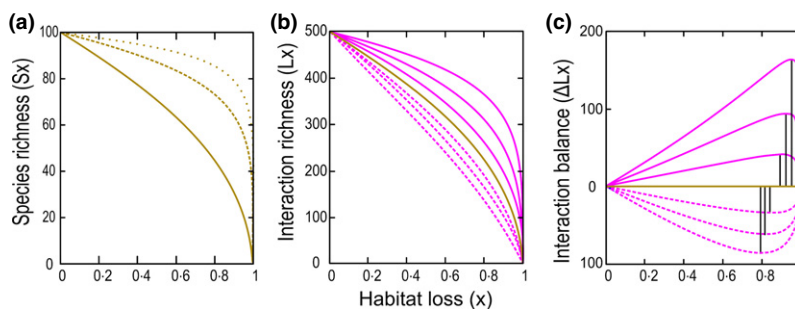 (a)
Species richness (Sx)
100
80
60
40
20
0
0 0·2 0·4 0·6 0·8 1
(b)
Interaction richness (Lx)
500
400
300
200
100
0
0 0·2 0·4 0·6 0·8 1
Habitat loss (x)
(c)
Interaction balance (ΔLx)
200
100
0
100
0 0·2 0·4 0·6 0·8